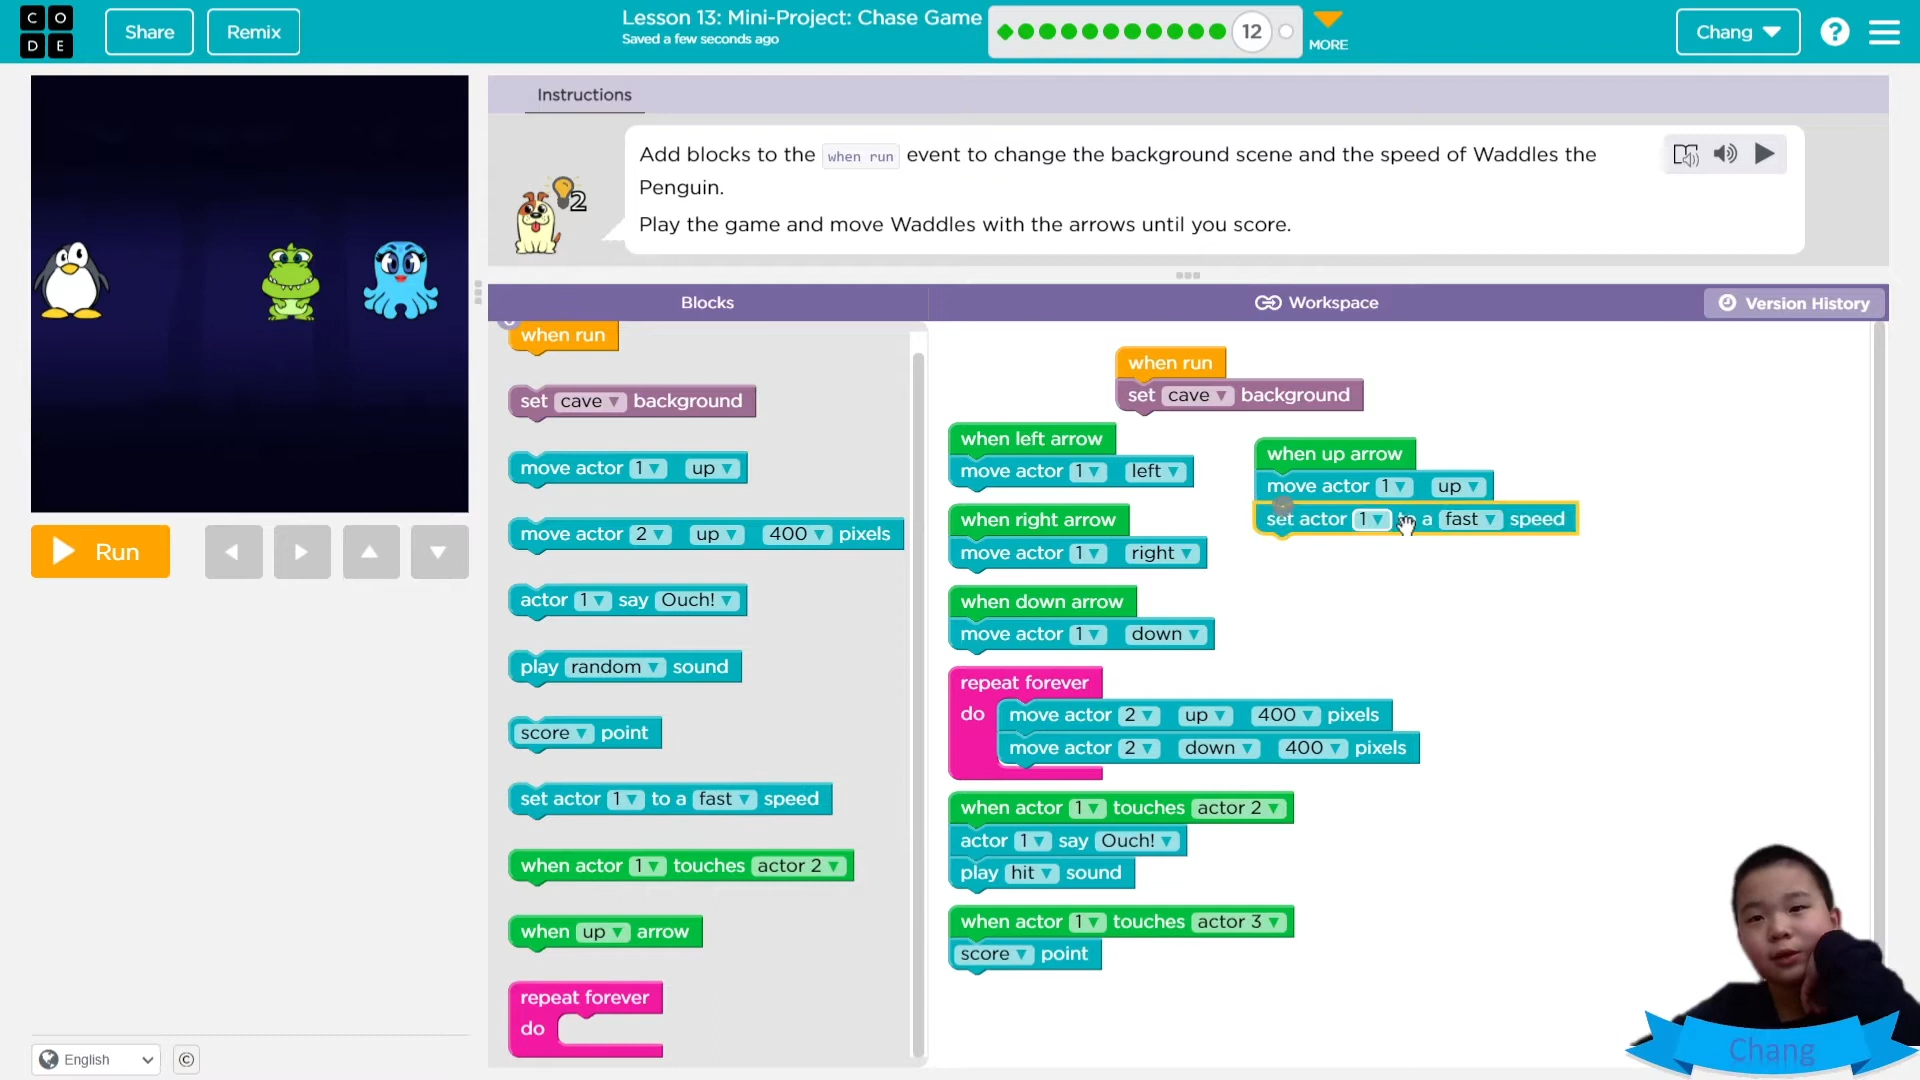 CO
DE
Share
Remix
Lesson 13: Mini-Project: Chase Game
Saved a few seconds ago
12
MORE
Chang
?
Instructions
2
Add blocks to the when run event to change the background scene and the speed of Waddles the
Penguin.
Play the game and move Waddles with the arrows until you score.
Blocks
Workspace
Version History
Run
when run
set cave background
move actor 1 up
move actor 2 up 400 pixels
actor 1 say Ouch!
play random sound
score point
set actor 1 to a fast speed
when actor 1 touches actor 2
when up arrow
repeat forever
do
when run
set cave background
when left arrow
move actor 1 left
when right arrow
move actor 1 right
when down arrow
move actor 1 down
when up arrow
move actor 1 up
set actor 1 to a fast speed
repeat forever
do
move actor 2 up 400 pixels
move actor 2 down 400 pixels
when actor 1 touches actor 2
actor 1 say Ouch!
play hit sound
when actor 1 touches actor 3
score point
English
©
Chang